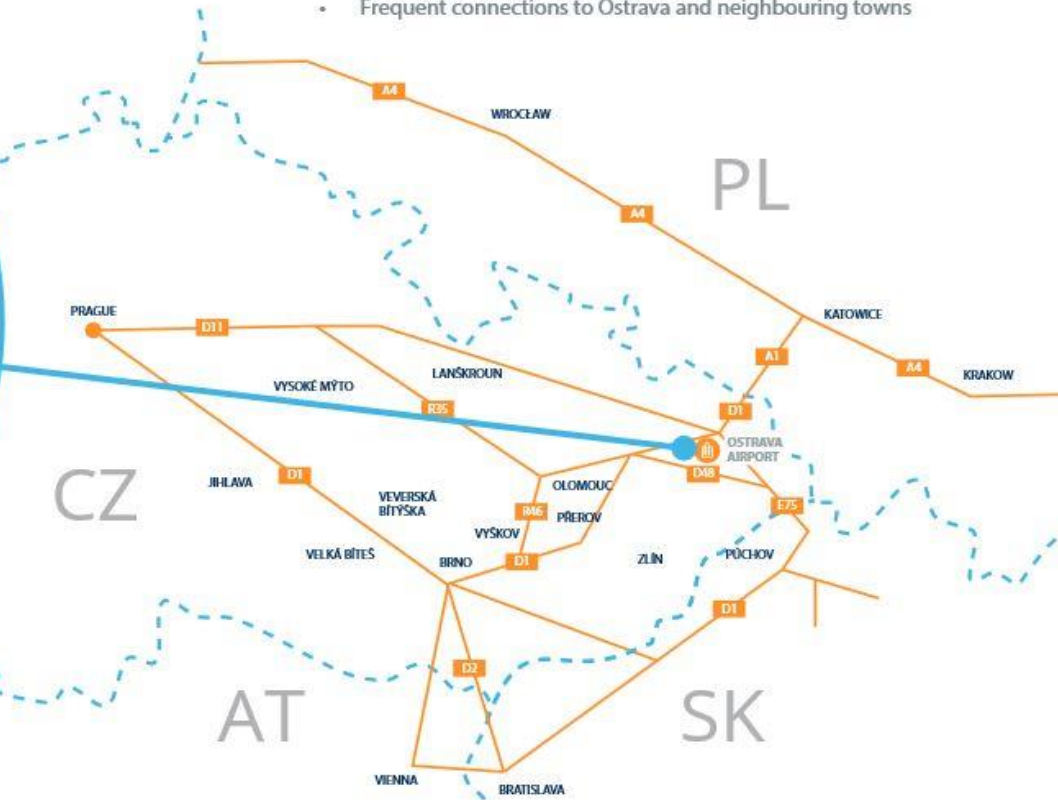 • Frequent connections to Ostrava and neighbouring towns
A4
WROCŁAW
PL
A4
PRAGUE
KATOWICE
D11
A1
A4
LANŠKROUN
KRAKOW
VYSOKÉ MÝTO
R35
D1
OSTRAVA
AIRPORT
CZ
D1
D48
JIHLAVA
OLOMOUC
VEVERSKÁ
BÍTÝŠKA
R46
PŘEROV
E75
VYŠKOV
VELKÁ BÍTEŠ
BRNO
D1
ZLÍN
PÚCHOV
D1
D2
AT
SK
VIENNA
BRATISLAVA